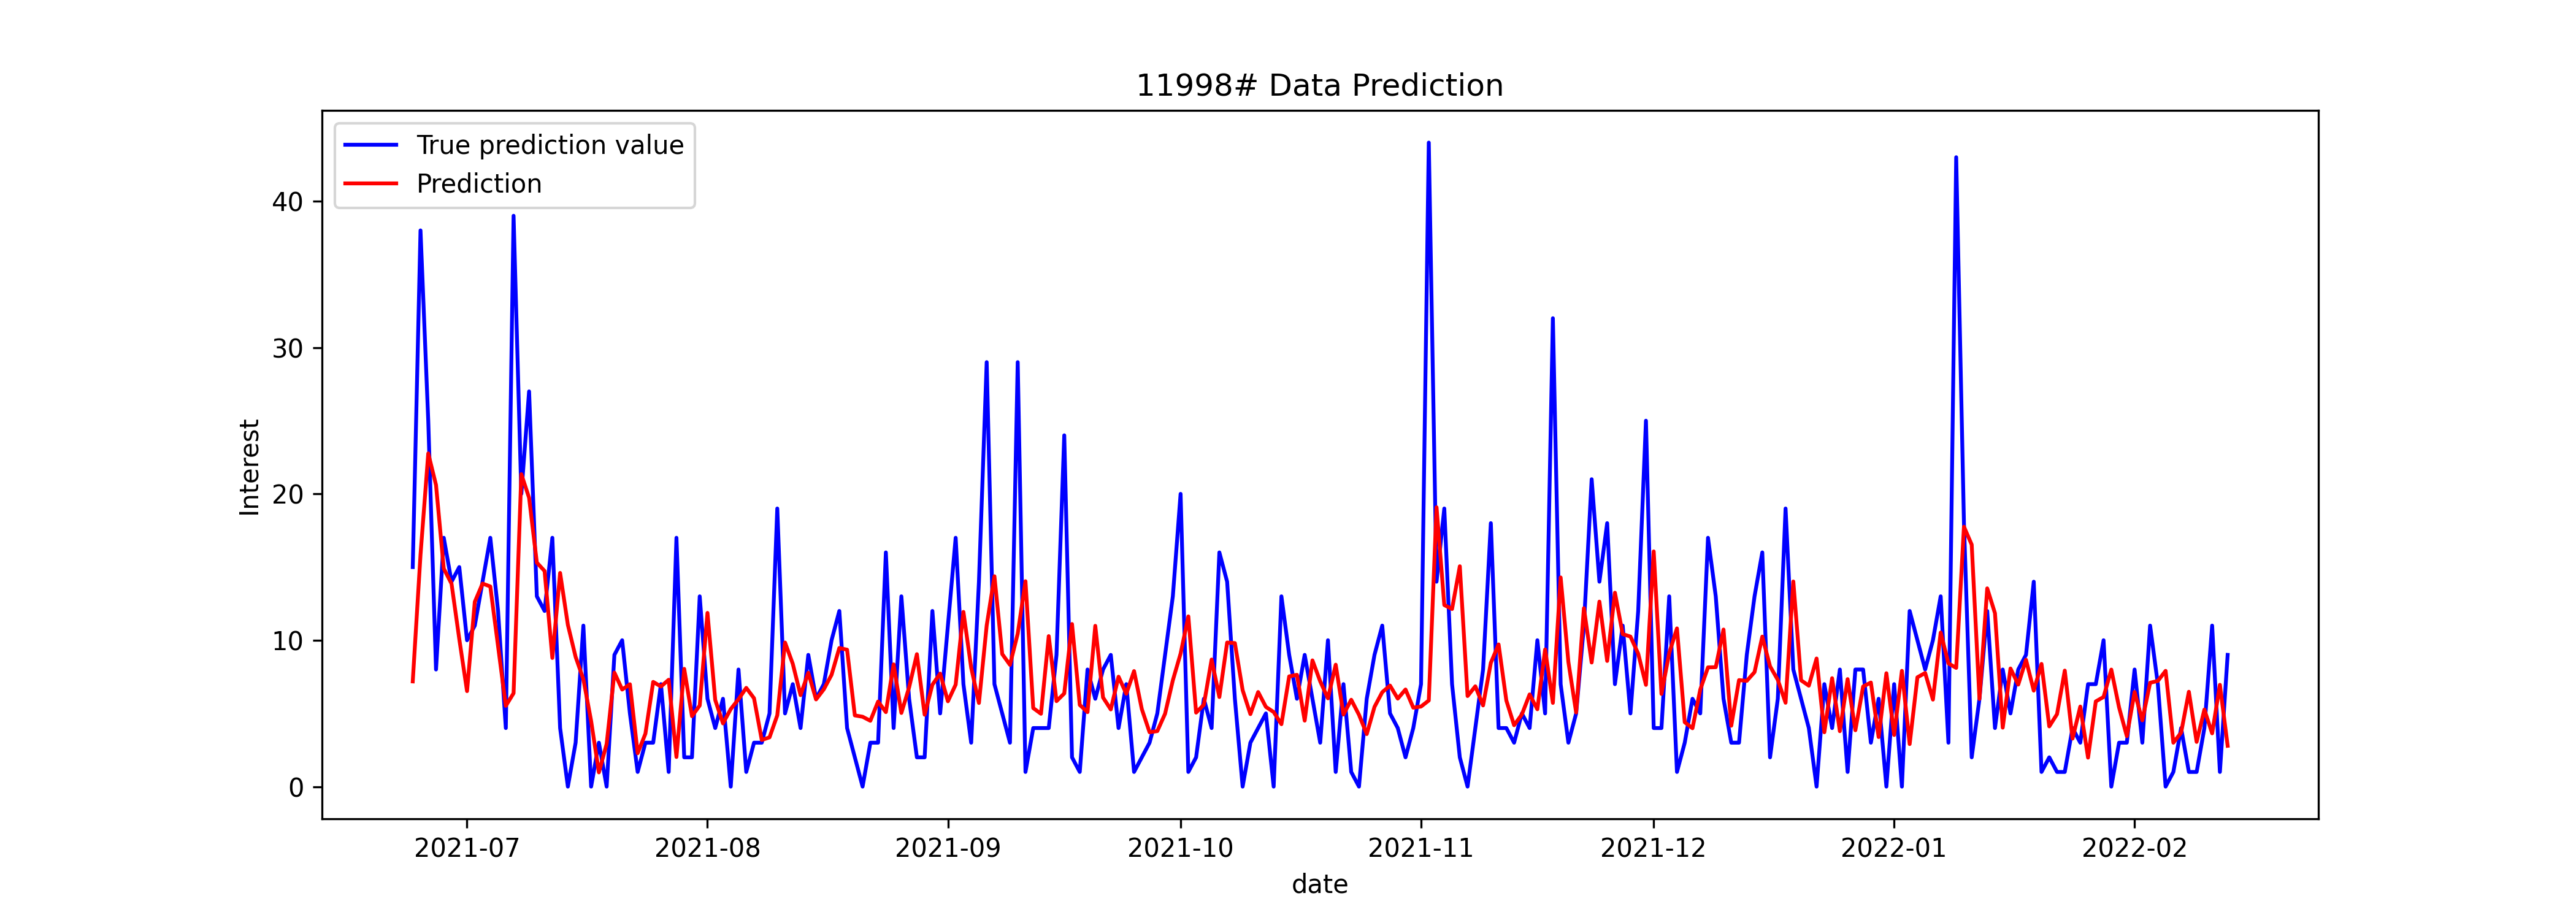 11998# Data Prediction
True prediction value
Prediction
Interest
40
30
20
10
0
2021-07 2021-08 2021-09 2021-10 2021-11 2021-12 2022-01 2022-02
date